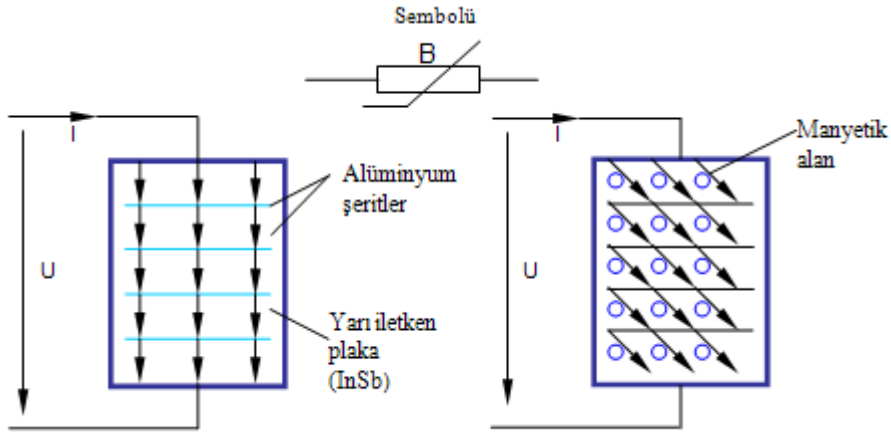 Sembolü
B
I
U
Alüminyum
şeritler
Yarı iletken
plaka
(InSb)
I
U
Manyetik
alan